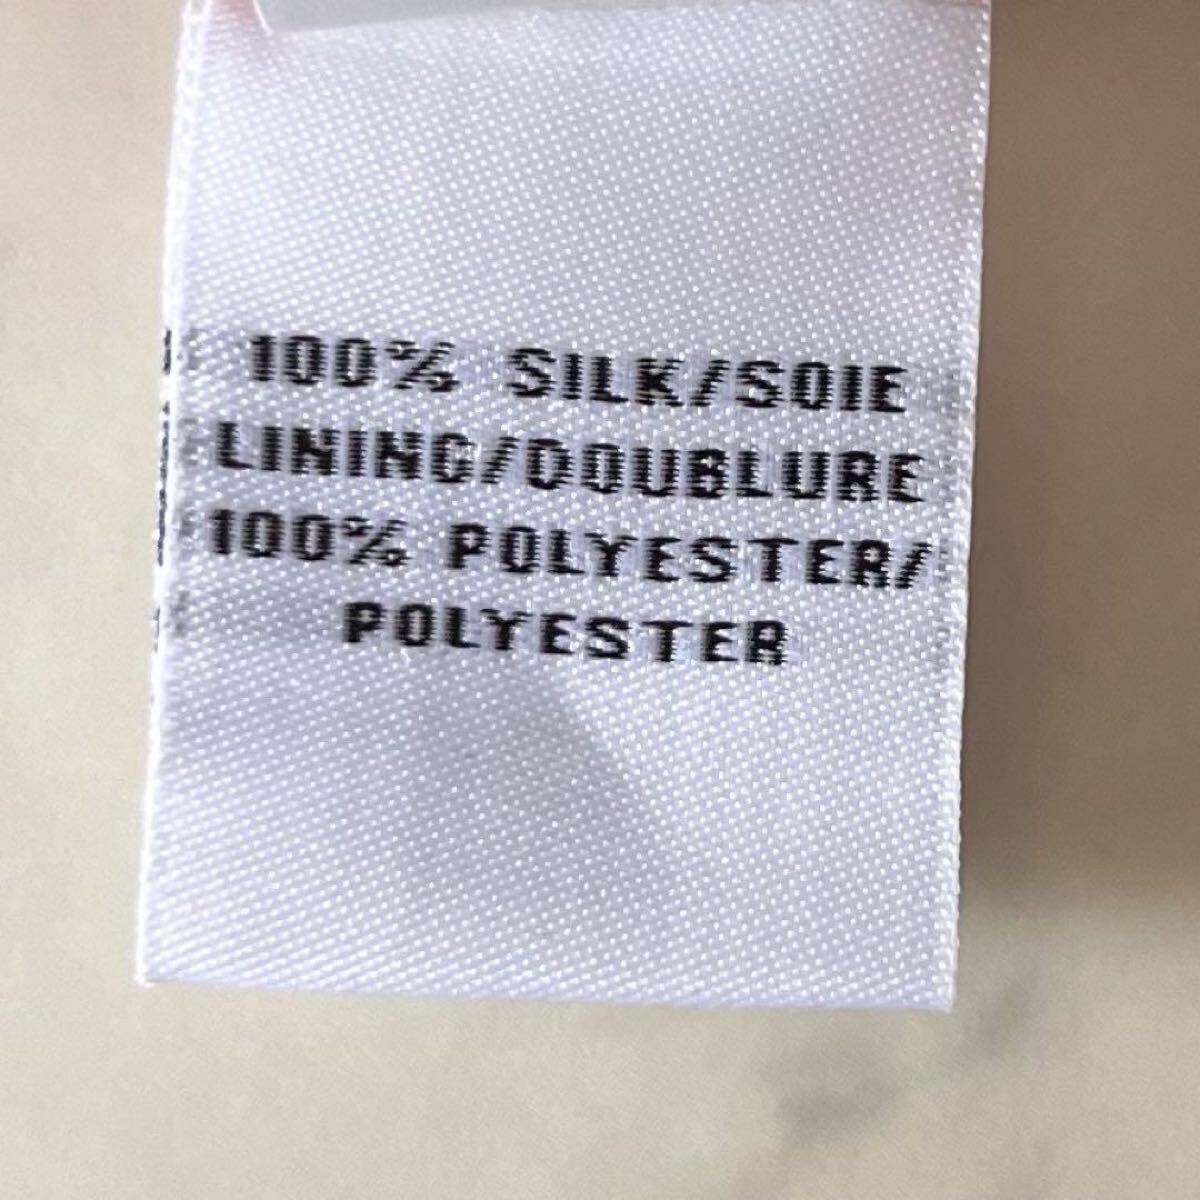 100% SILK/SOIE
LINING/DOUBLURE
100% POLYESTER/
POLYESTER